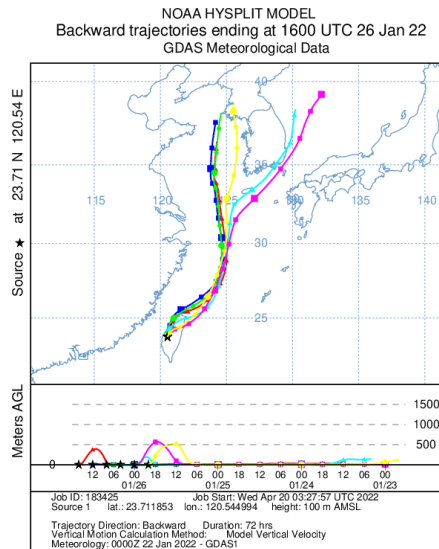 NOAA HYSPLIT MODEL
Backward trajectories ending at 1600 UTC 26 Jan 22
GDAS Meteorological Data
Source ★ at 23.71 N 120.54 E
40
35
115 125 130 135 140
30
25
Meters AGL
1500
1000
500
0
12 06 00 18 12 06 00 18 12 06 00 18 12 06 00
01/26 01/25 01/24 01/23
Job ID: 183425 Job Start: Wed Apr 20 03:27:57 UTC 2022
Source 1 lat.: 23.711853 lon.: 120.544994 height: 100 m AMSL
Trajectory Direction: Backward Duration: 72 hrs
Vertical Motion Calculation Method: Model Vertical Velocity
Meteorology: 0000Z 22 Jan 2022 - GDAS1